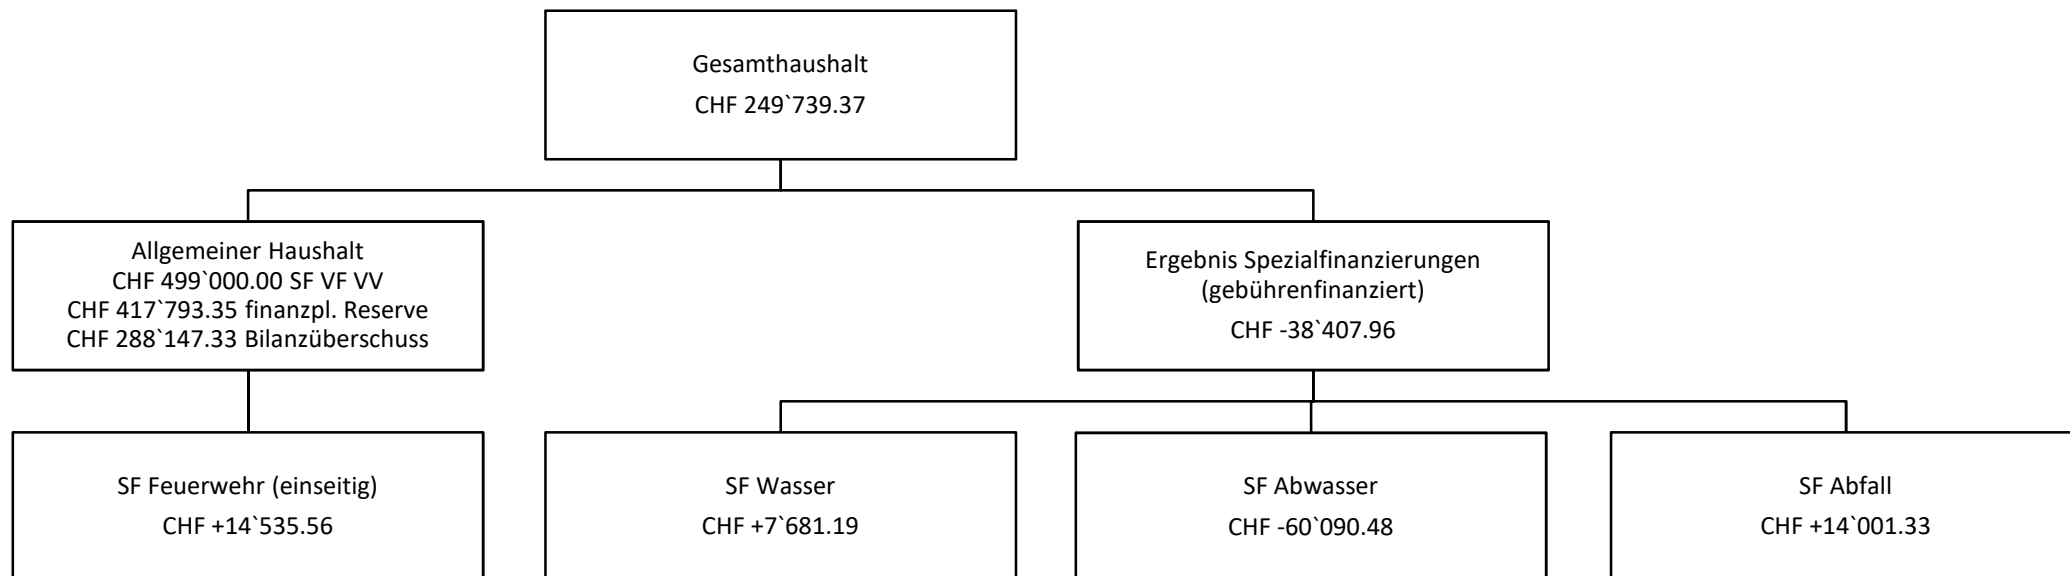 Gesamthaushalt
CHF 249`739.37
Allgemeiner Haushalt
CHF 499`000.00 SF VF VV
CHF 417`793.35 finanzpl. Reserve
CHF 288`147.33 Bilanzüberschuss
Ergebnis Spezialfinanzierungen
(gebührenfinanziert)
CHF -38`407.96
SF Feuerwehr (einseitig)
CHF +14`535.56
SF Wasser
CHF +7`681.19
SF Abwasser
CHF -60`090.48
SF Abfall
CHF +14`001.33